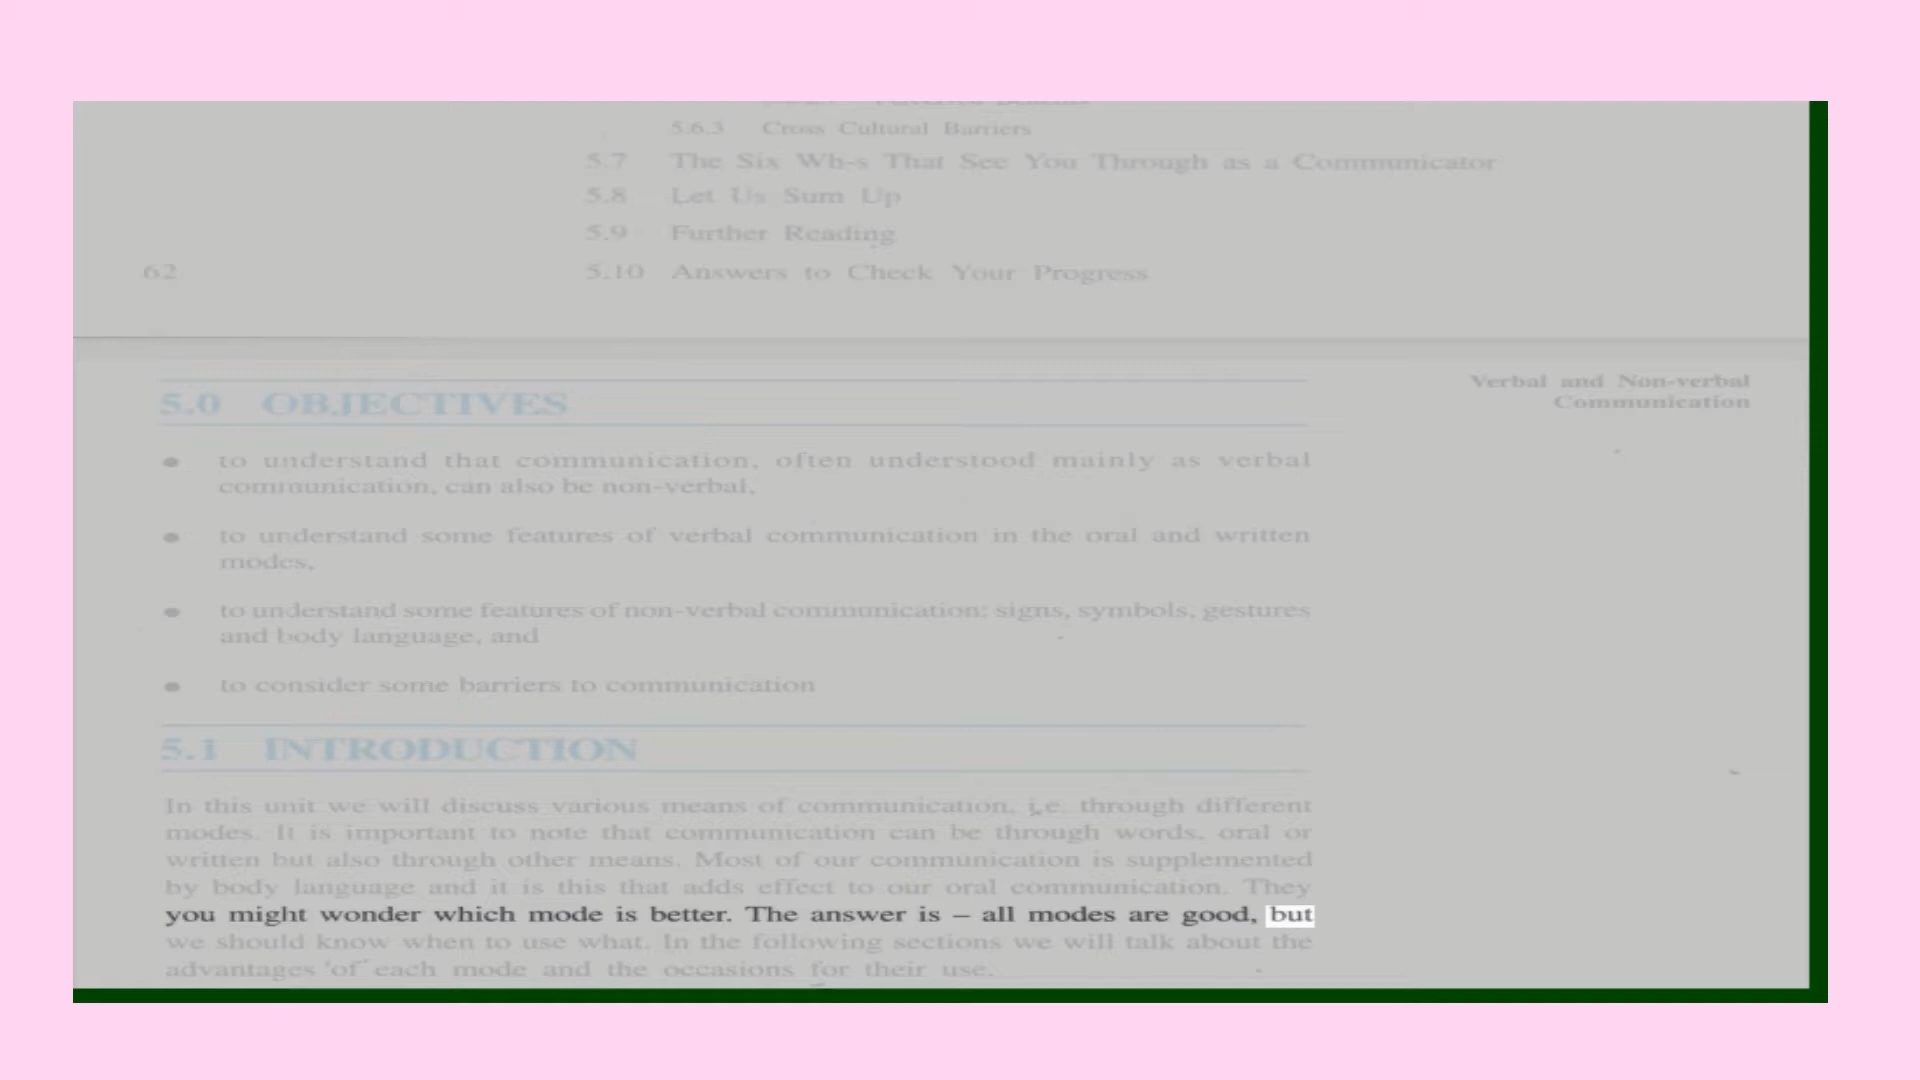 5.6.3 Cross Cultural Barriers
5.7 The Six Wh-s That See You Through as a Communicator
5.8 Let Us Sum Up
5.9 Further Reading
62 5.10 Answers to Check Your Progress
Verbal and Non-verbal
Communication
5.0 OBJECTIVES
● to understand that communication, often understood mainly as verbal
communication, can also be non-verbal,
● to understand some features of verbal communication in the oral and written
modes,
● to understand some features of non-verbal communication: signs, symbols, gestures
and body language, and
● to consider some barriers to communication
5.1 INTRODUCTION
In this unit we will discuss various means of communication, i.e. through different
modes. It is important to note that communication can be through words, oral or
written but also through other means. Most of our communication is supplemented
by body language and it is this that adds effect to our oral communication. They
you might wonder which mode is better. The answer is – all modes are good, but
we should know when to use what. In the following sections we will talk about the
advantages of each mode and the occasions for their use.